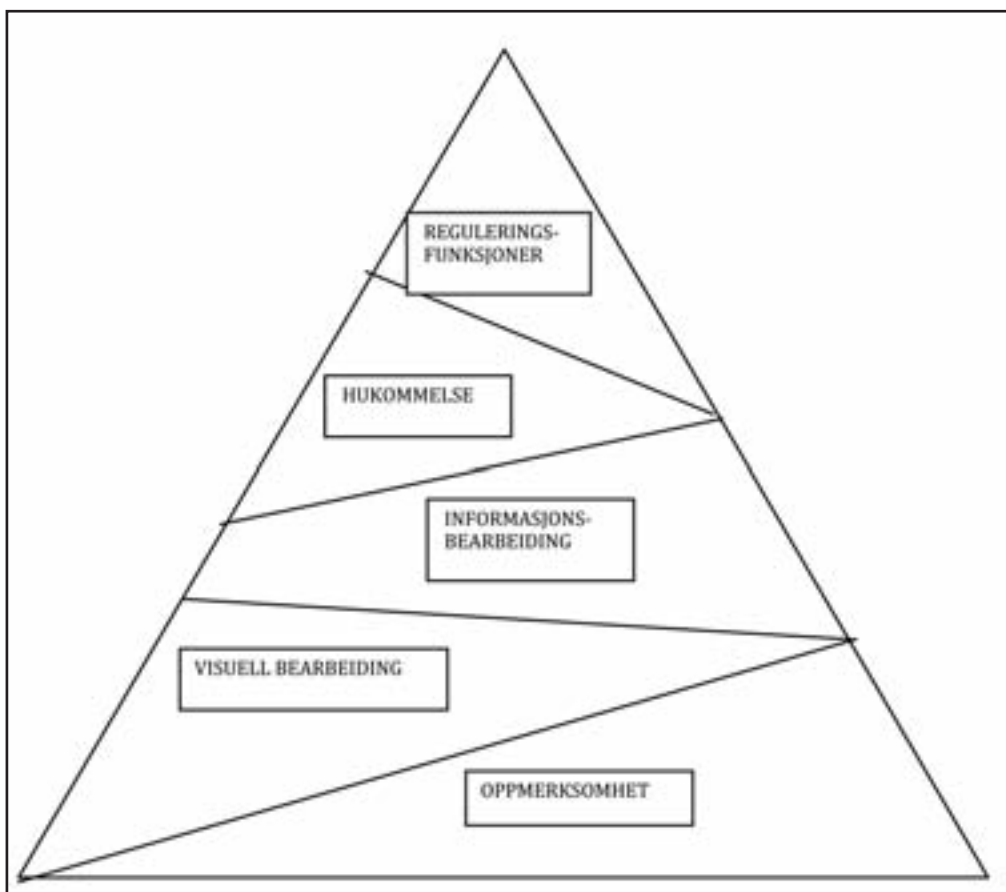 REGULERINGS-
FUNKSJONER
HUKOMMELSE
INFORMASJONS-
BEARBEIDING
VISUELL BEARBEIDING
OPPMERKSOMHET